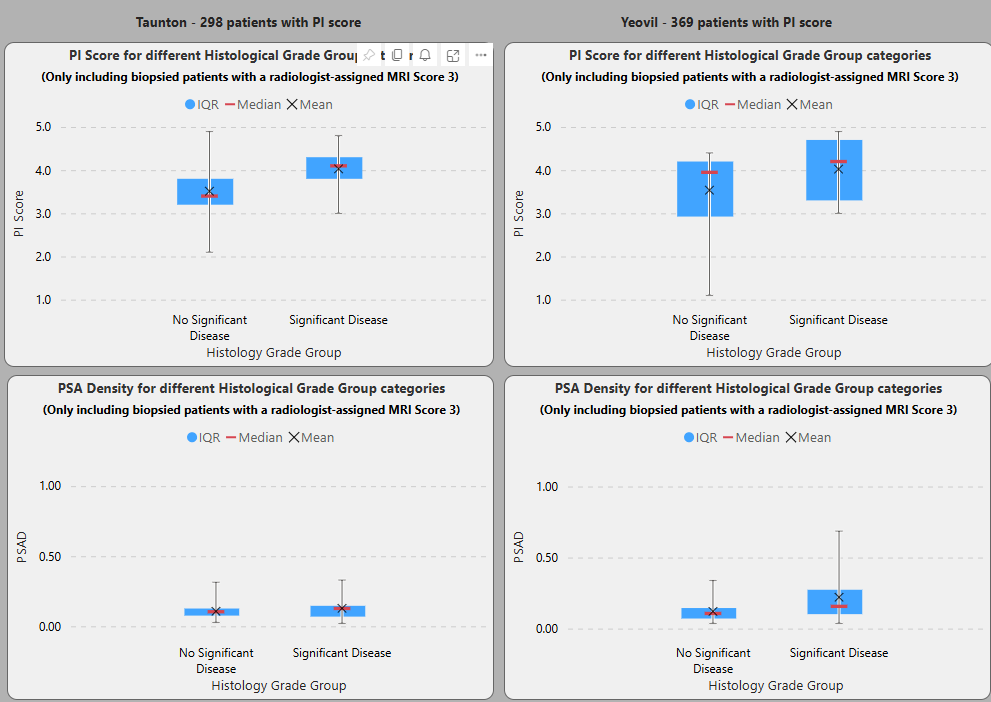 Taunton - 298 patients with PI score
Yeovil - 369 patients with PI score
PI Score for different Histological Grade Group
(Only including biopsied patients with a radiologist-assigned MRI Score 3)
IQR Median Mean
PI Score
5.0
4.0
3.0
2.0
1.0
No Significant
Disease
Significant Disease
Histology Grade Group
PI Score for different Histological Grade Group categories
(Only including biopsied patients with a radiologist-assigned MRI Score 3)
IQR Median Mean
PI Score
5.0
4.0
3.0
2.0
1.0
No Significant
Disease
Significant Disease
Histology Grade Group
PSA Density for different Histological Grade Group categories
(Only including biopsied patients with a radiologist-assigned MRI Score 3)
IQR Median Mean
PSAD
1.00
0.50
0.00
No Significant
Disease
Significant Disease
Histology Grade Group
PSA Density for different Histological Grade Group categories
(Only including biopsied patients with a radiologist-assigned MRI Score 3)
IQR Median Mean
PSAD
1.00
0.50
0.00
No Significant
Disease
Significant Disease
Histology Grade Group